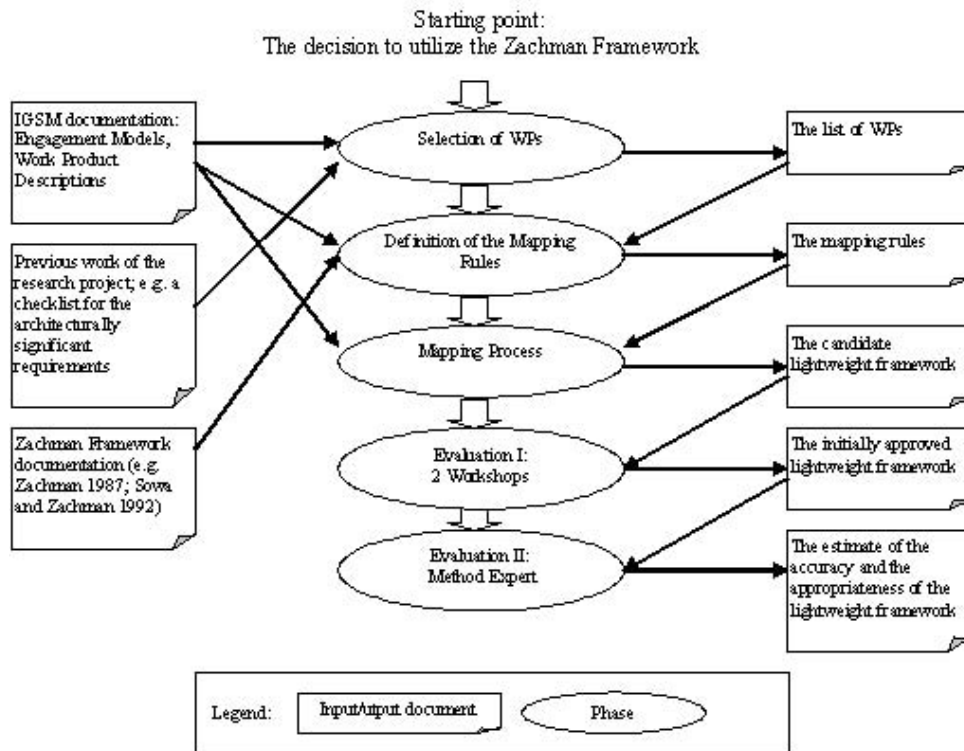 Starting point:
The decision to utilize the Zachman Framework
IGSM documentation:
Engagement Models,
Work Product
Descriptions
Selection of WPs
The list of WPs
Previous work of the
research project; e.g. a
checklist for the
architecturally
significant
requirements
Definition of the Mapping
Rules
The mapping rules
Mapping Process
The candidate
lightweight framework
Zachman Framework
documentation (e.g.
Zachman 1987; Sowa
and Zachman 1992)
Evaluation I:
2 Workshops
The initially approved
lightweight framework
Evaluation II:
Method Expert
The estimate of the
accuracy and the
appropriateness of the
lightweight framework
Legend:
Input/utput document
Phase